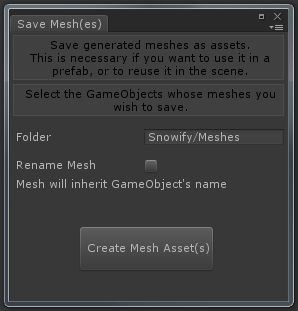 Save Mesh(es)
Save generated meshes as assets.
This is necessary if you want to use it in a
prefab, or to reuse it in the scene.
Select the GameObjects whose meshes you
wish to save.
Folder Snowify/Meshes
Rename Mesh
Mesh will inherit GameObject's name
Create Mesh Asset(s)